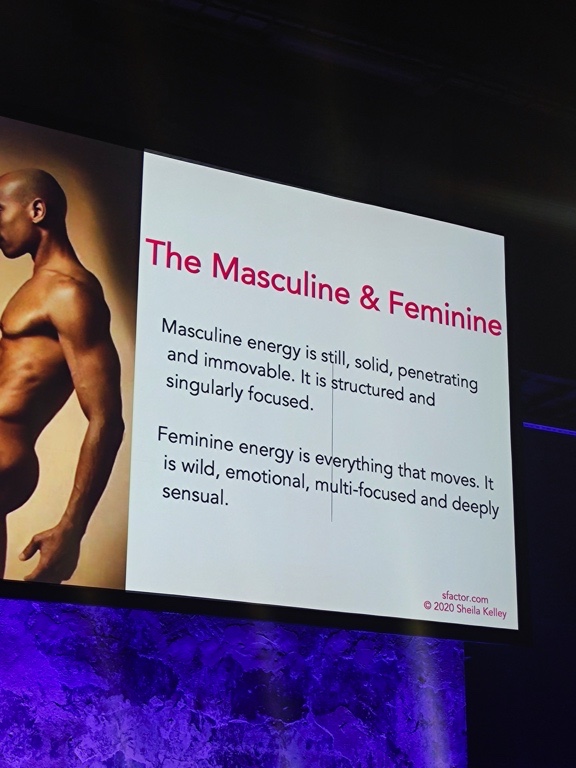 The Masculine & Feminine
Masculine energy is still, solid, penetrating
and immovable. It is structured and
singularly focused.
Feminine energy is everything that moves. It
is wild, emotional, multi-focused and deeply
sensual.
sfactor.com
© 2020 Sheila Kelley